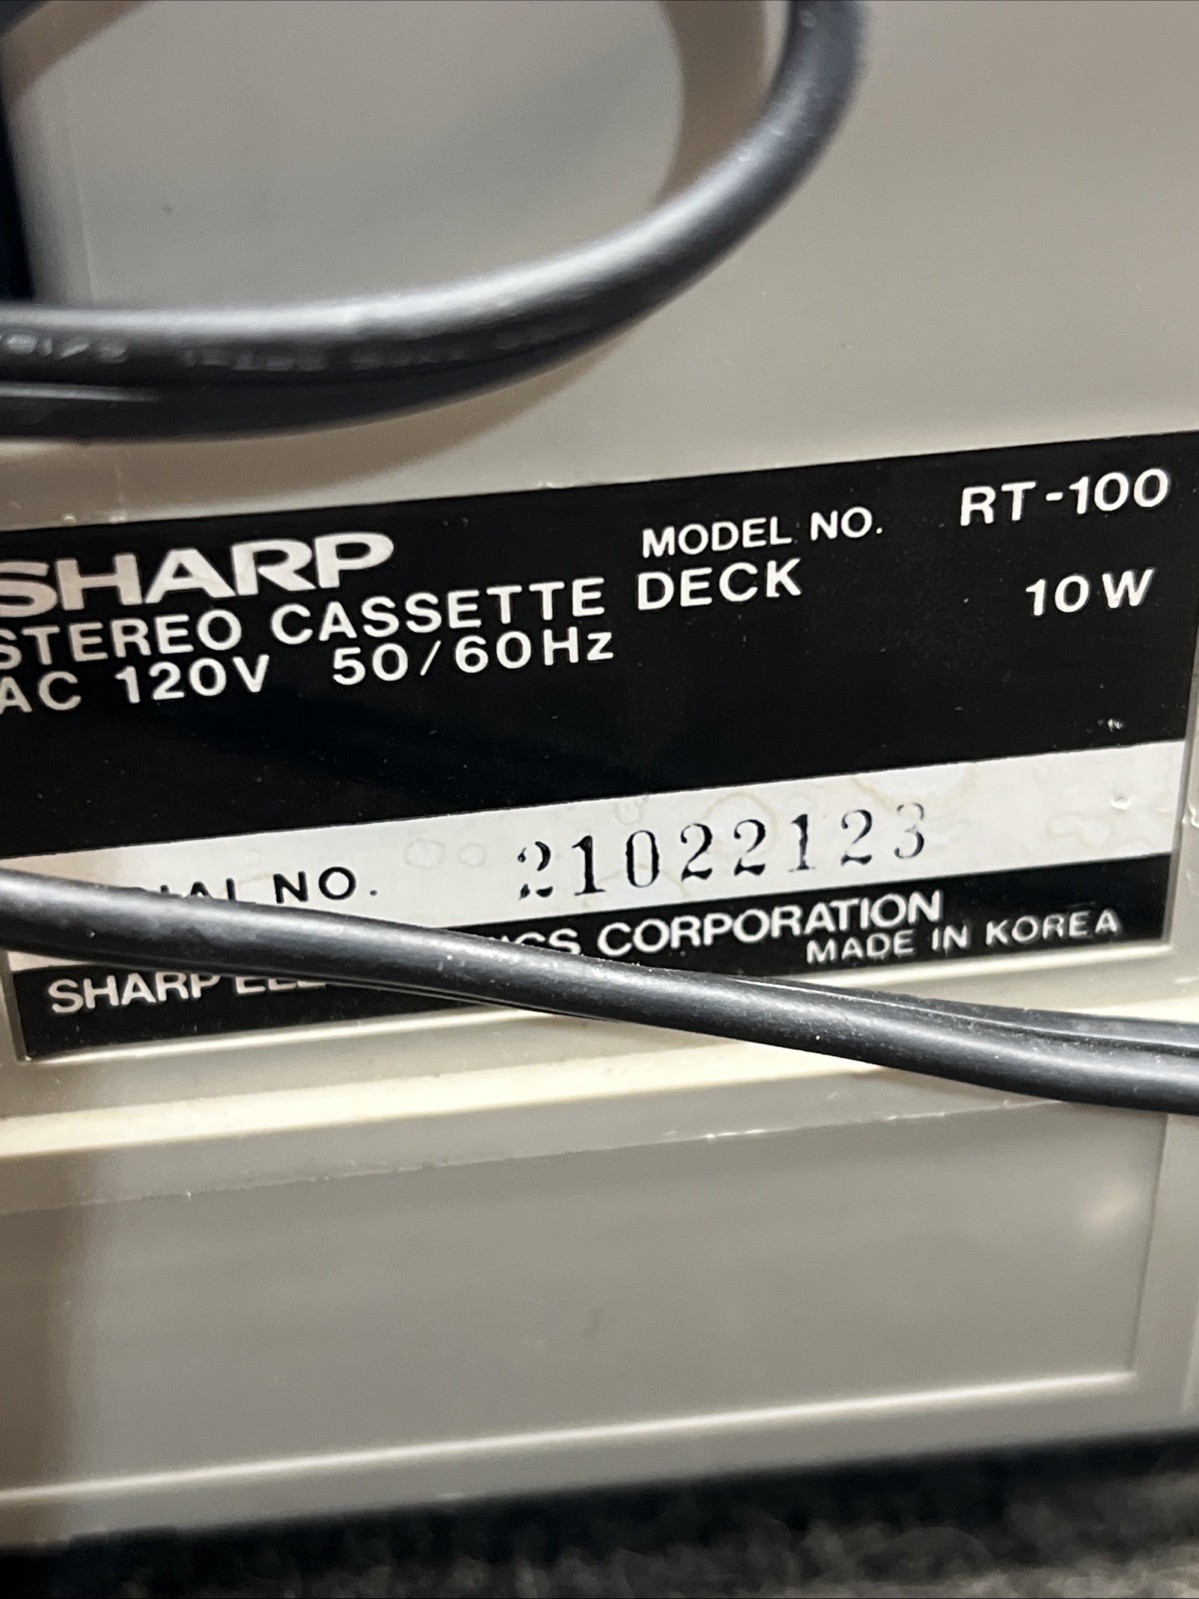 SHARP MODEL NO. RT-100
STEREO CASSETTE DECK 10W
AC 120V 50/60Hz
NO. 21022123
SHARP CORPORATION
MADE IN KOREA